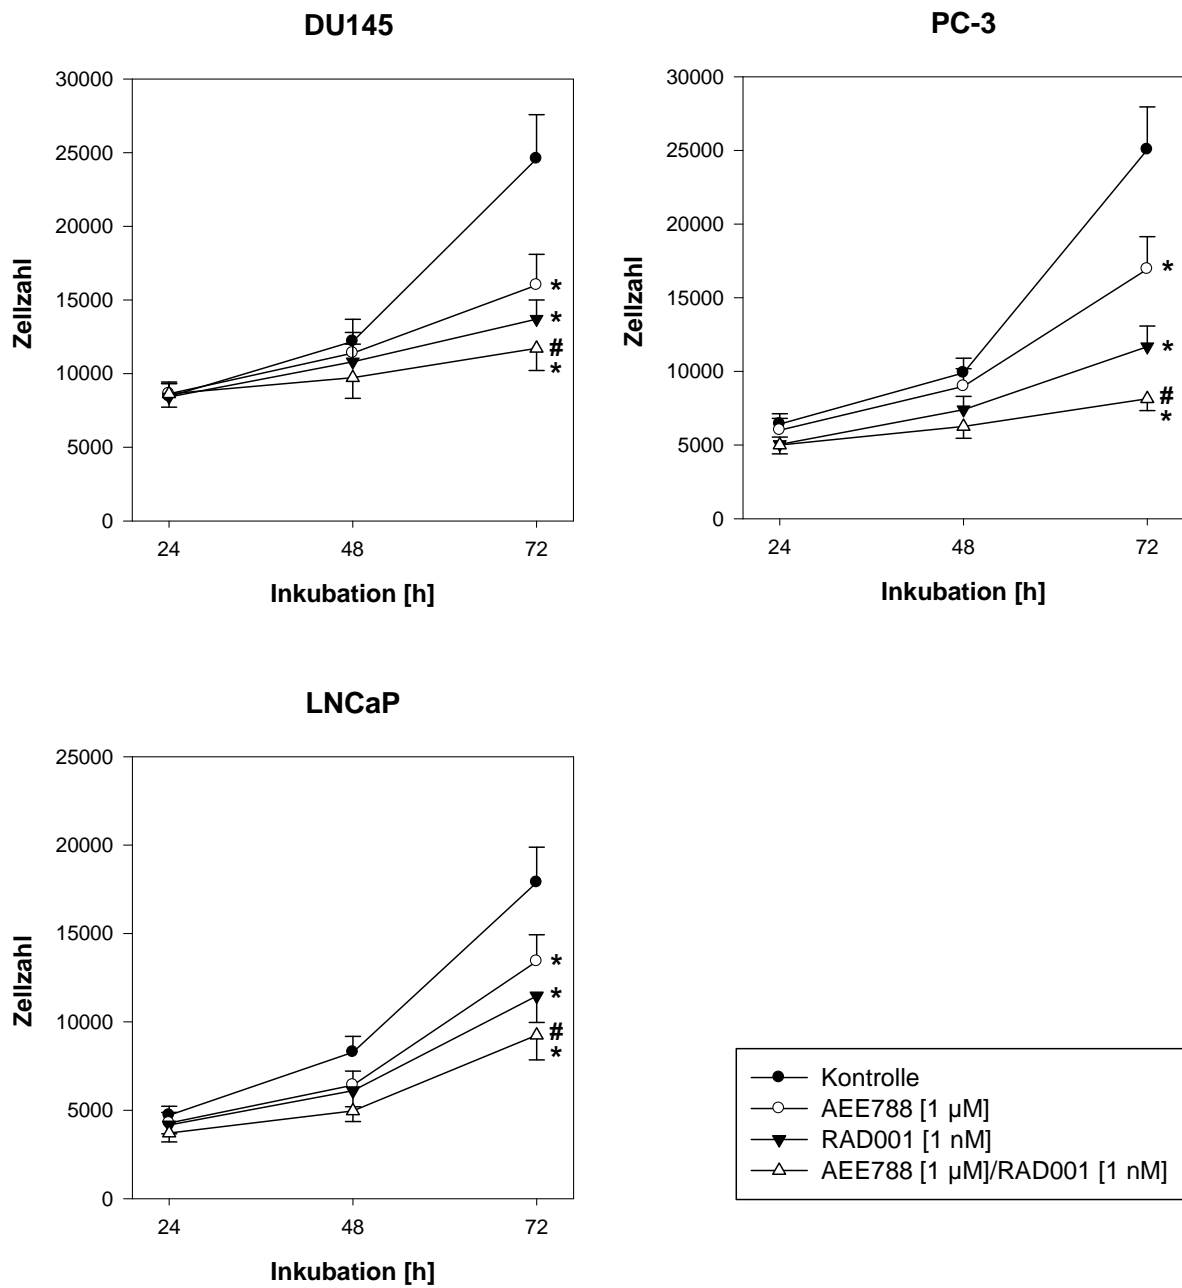 DU145
30000
25000
20000
15000
10000
5000
0
Zellzahl
*
*
#
*
24 48 72
Inkubation [h]
PC-3
30000
25000
20000
15000
10000
5000
0
Zellzahl
*
*
#
*
24 48 72
Inkubation [h]
LNCaP
25000
20000
15000
10000
5000
0
Zellzahl
*
*
#
*
24 48 72
Inkubation [h]
Kontrolle
AEE788 [1 µM]
RAD001 [1 nM]
AEE788 [1 µM]/RAD001 [1 nM]